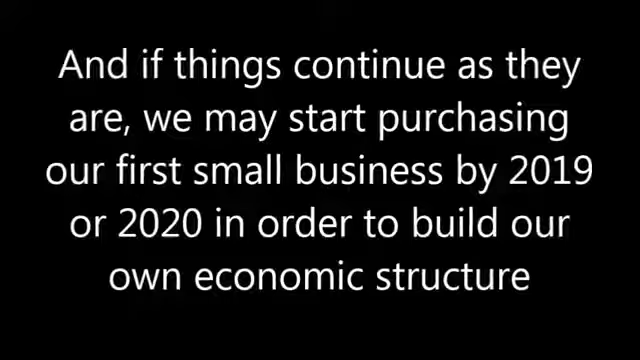 And if things continue as they
are, we may start purchasing
our first small business by 2019
or 2020 in order to build our
own economic structure